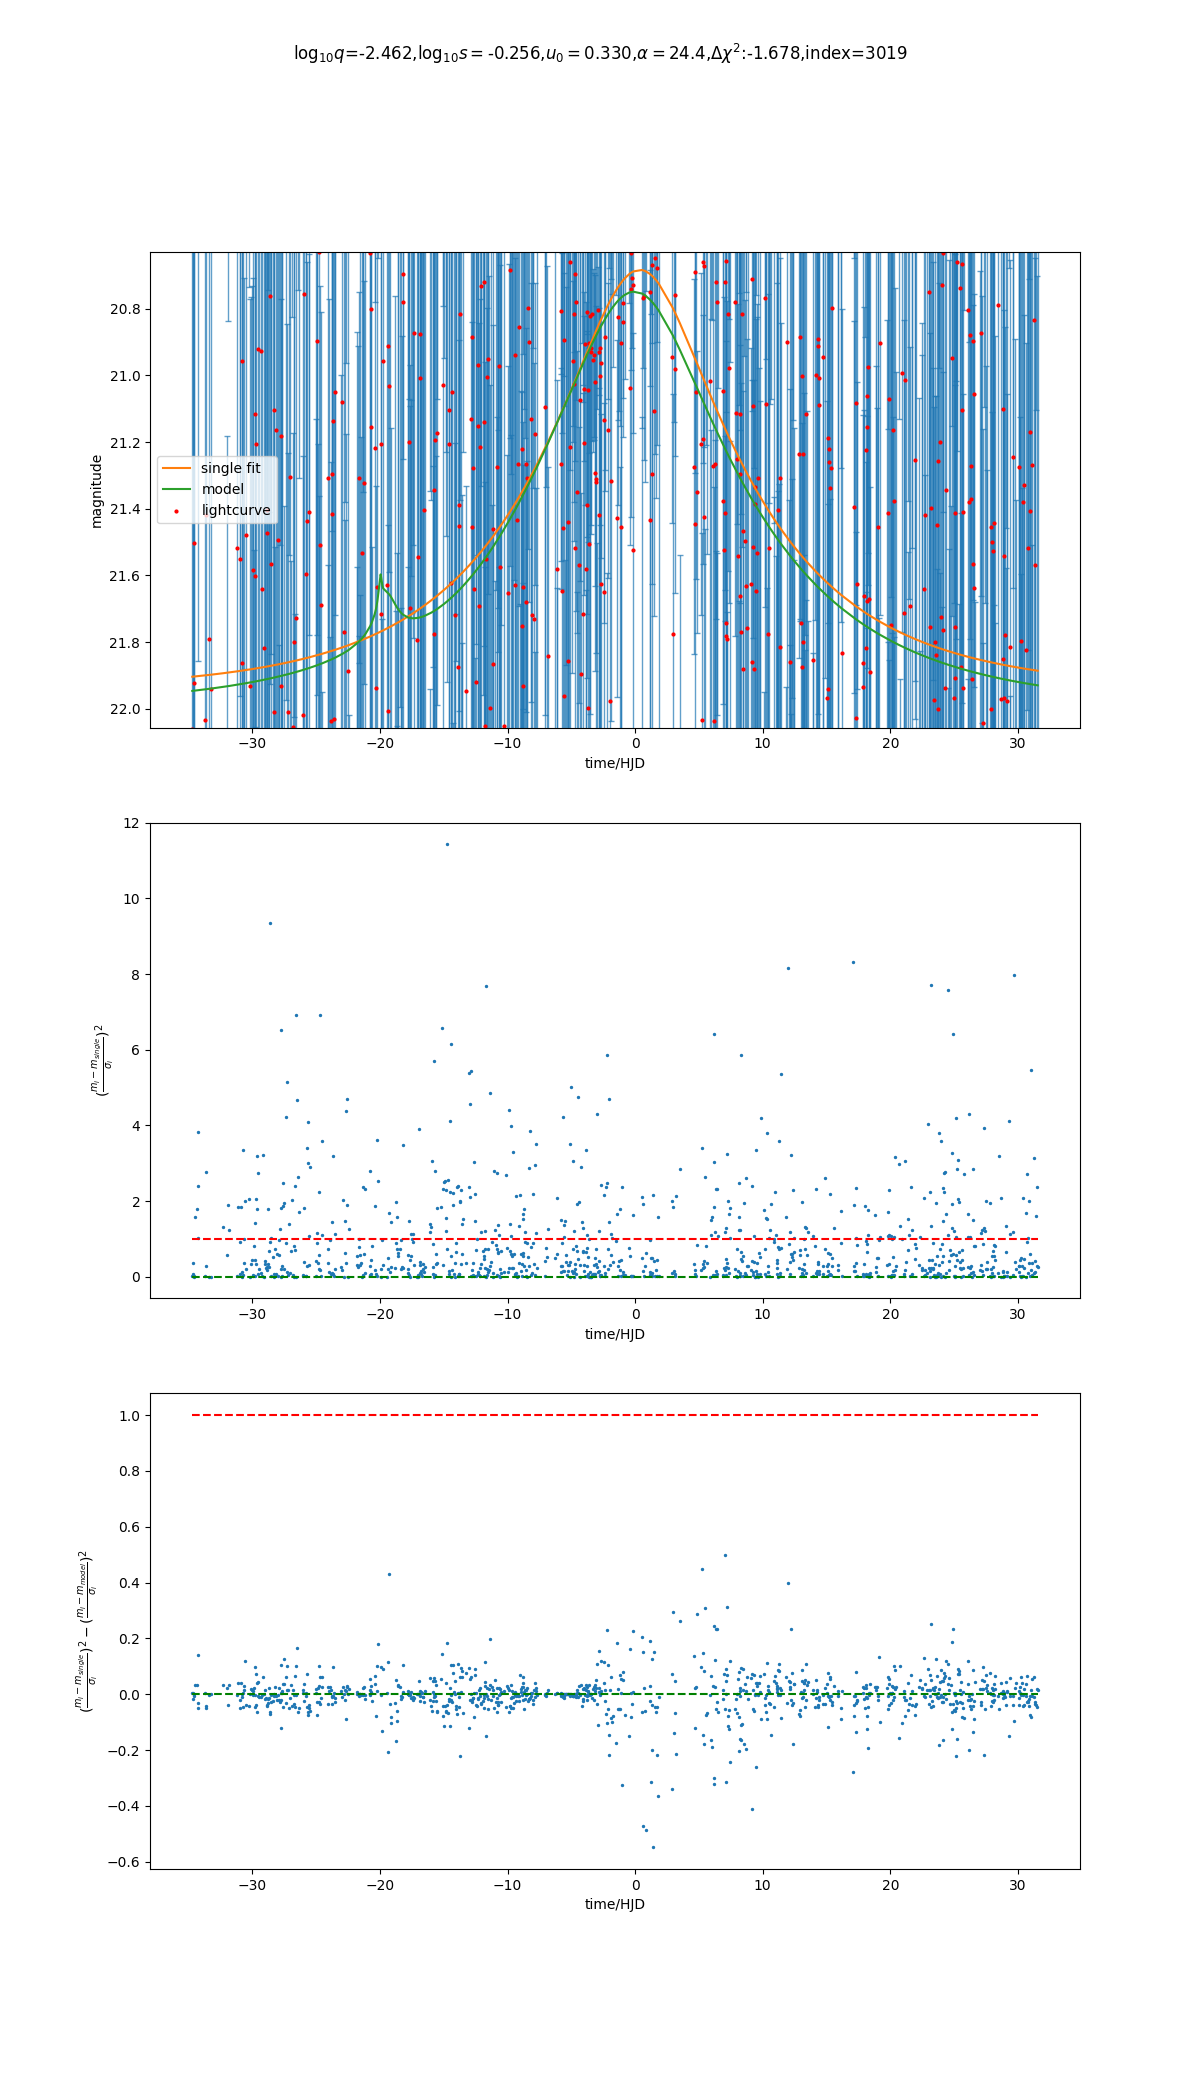 log₁₀q=-2.462,log₁₀s = -0.256,u₀ = 0.330,α = 24.4,Δχ²:-1.678,index=3019
20.8
21.0
21.2
21.4
21.6
21.8
22.0
magnitude
single fit
model
lightcurve
−30 −20 −10 0 10 20 30
time/HJD
12
10
8
6
4
2
0
(mᵢ − m_single / σᵢ)²
−30 −20 −10 0 10 20 30
time/HJD
1.0
0.8
0.6
0.4
0.2
0.0
−0.2
−0.4
−0.6
(mᵢ − m_single / σᵢ)² − (mᵢ − m_model / σᵢ)²
−30 −20 −10 0 10 20 30
time/HJD